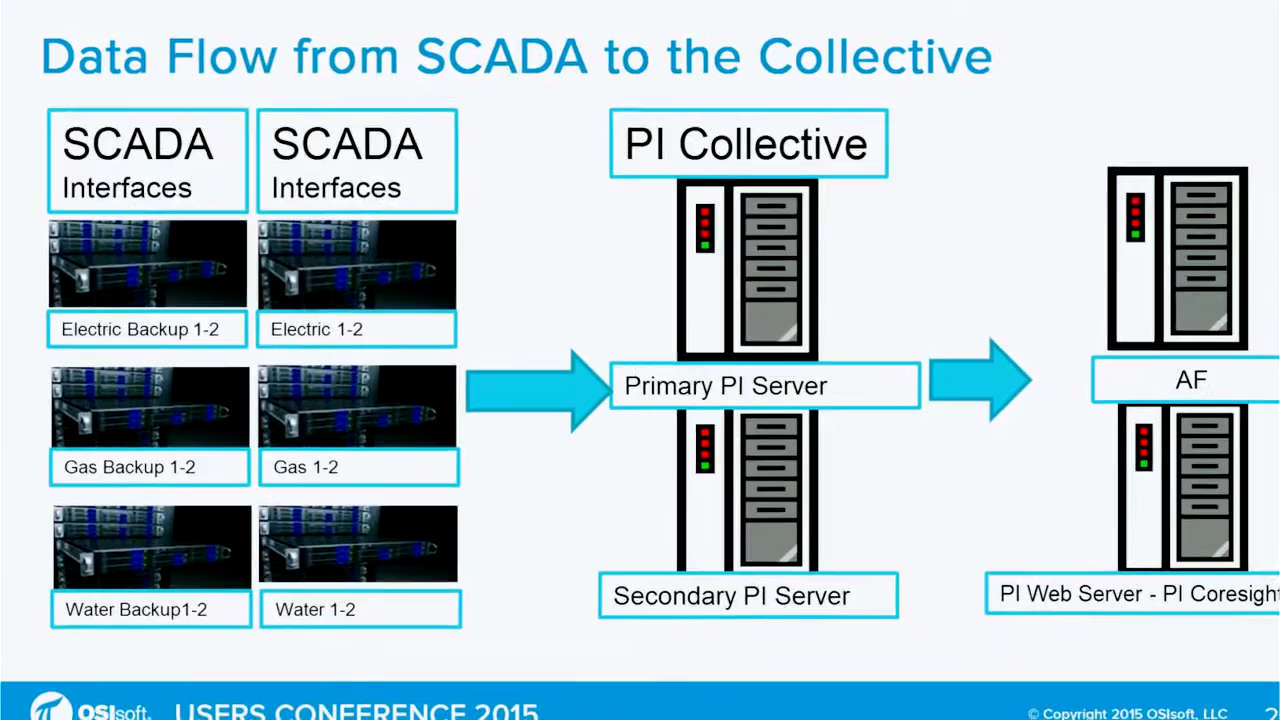 Data Flow from SCADA to the Collective
SCADA
Interfaces
SCADA
Interfaces
PI Collective
Electric Backup 1-2
Electric 1-2
Primary PI Server
AF
Gas Backup 1-2
Gas 1-2
Secondary PI Server
PI Web Server - PI Coresight
Water Backup1-2
Water 1-2
OSIsoft.
USERS CONFERENCE 2015
© Copyright 2015 OSIsoft, LLC